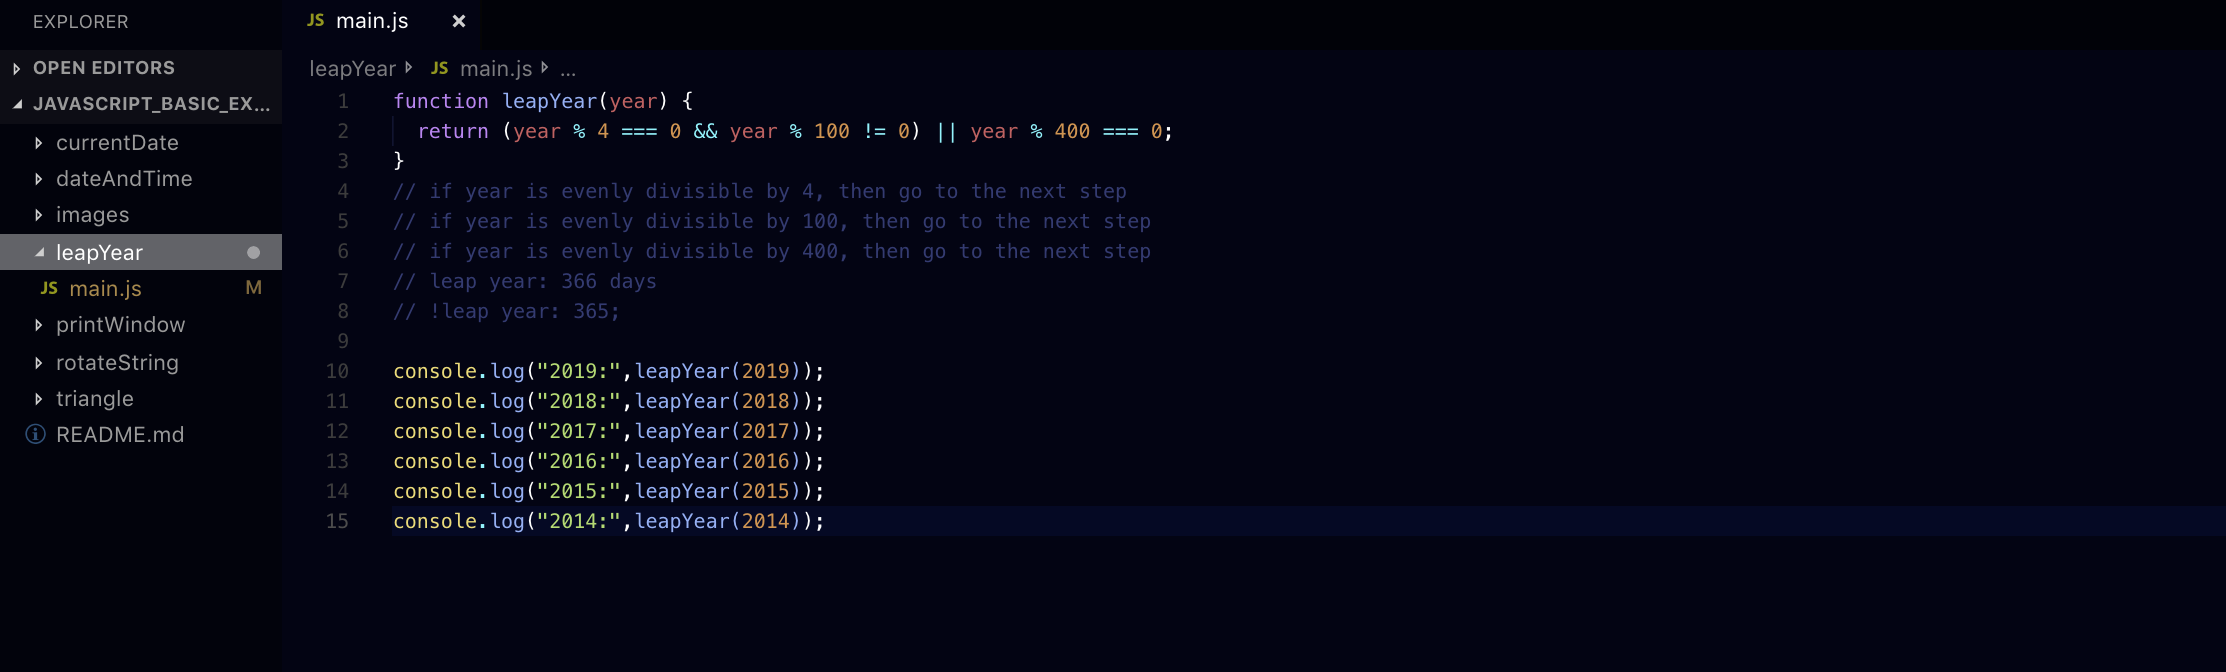 EXPLORER
OPEN EDITORS
JAVASCRIPT_BASIC_EX...
currentDate
dateAndTime
images
leapYear
JS main.js M
printWindow
rotateString
triangle
README.md
JS main.js ×
leapYear JS main.js ...
1 function leapYear(year) {
2 return (year % 4 === 0 && year % 100 != 0) || year % 400 === 0;
3 }
4 // if year is evenly divisible by 4, then go to the next step
5 // if year is evenly divisible by 100, then go to the next step
6 // if year is evenly divisible by 400, then go to the next step
7 // leap year: 366 days
8 // !leap year: 365;
9
10 console.log("2019:",leapYear(2019));
11 console.log("2018:",leapYear(2018));
12 console.log("2017:",leapYear(2017));
13 console.log("2016:",leapYear(2016));
14 console.log("2015:",leapYear(2015));
15 console.log("2014:",leapYear(2014));